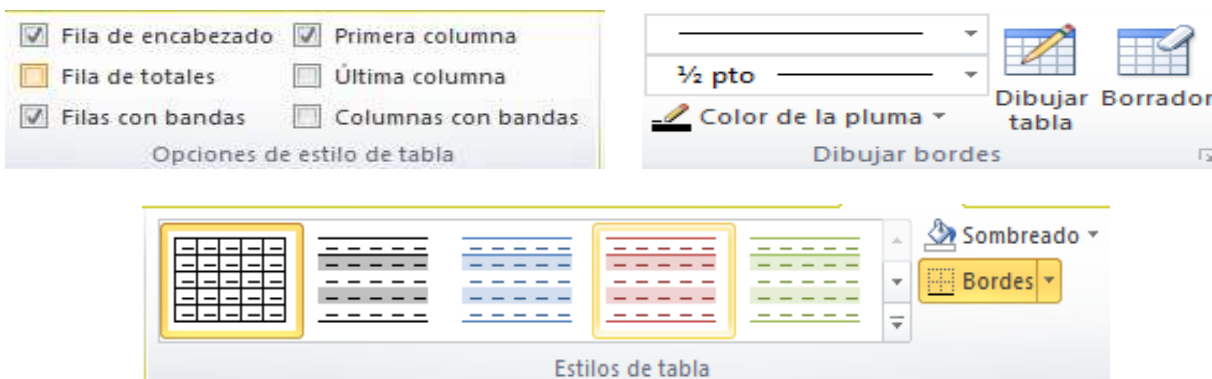 Fila de encabezado Primera columna
Fila de totales Última columna
Filas con bandas Columnas con bandas
Opciones de estilo de tabla
½ pto
Color de la pluma
Dibujar tabla
Borrador
Dibujar bordes
Sombreado
Bordes
Estilos de tabla